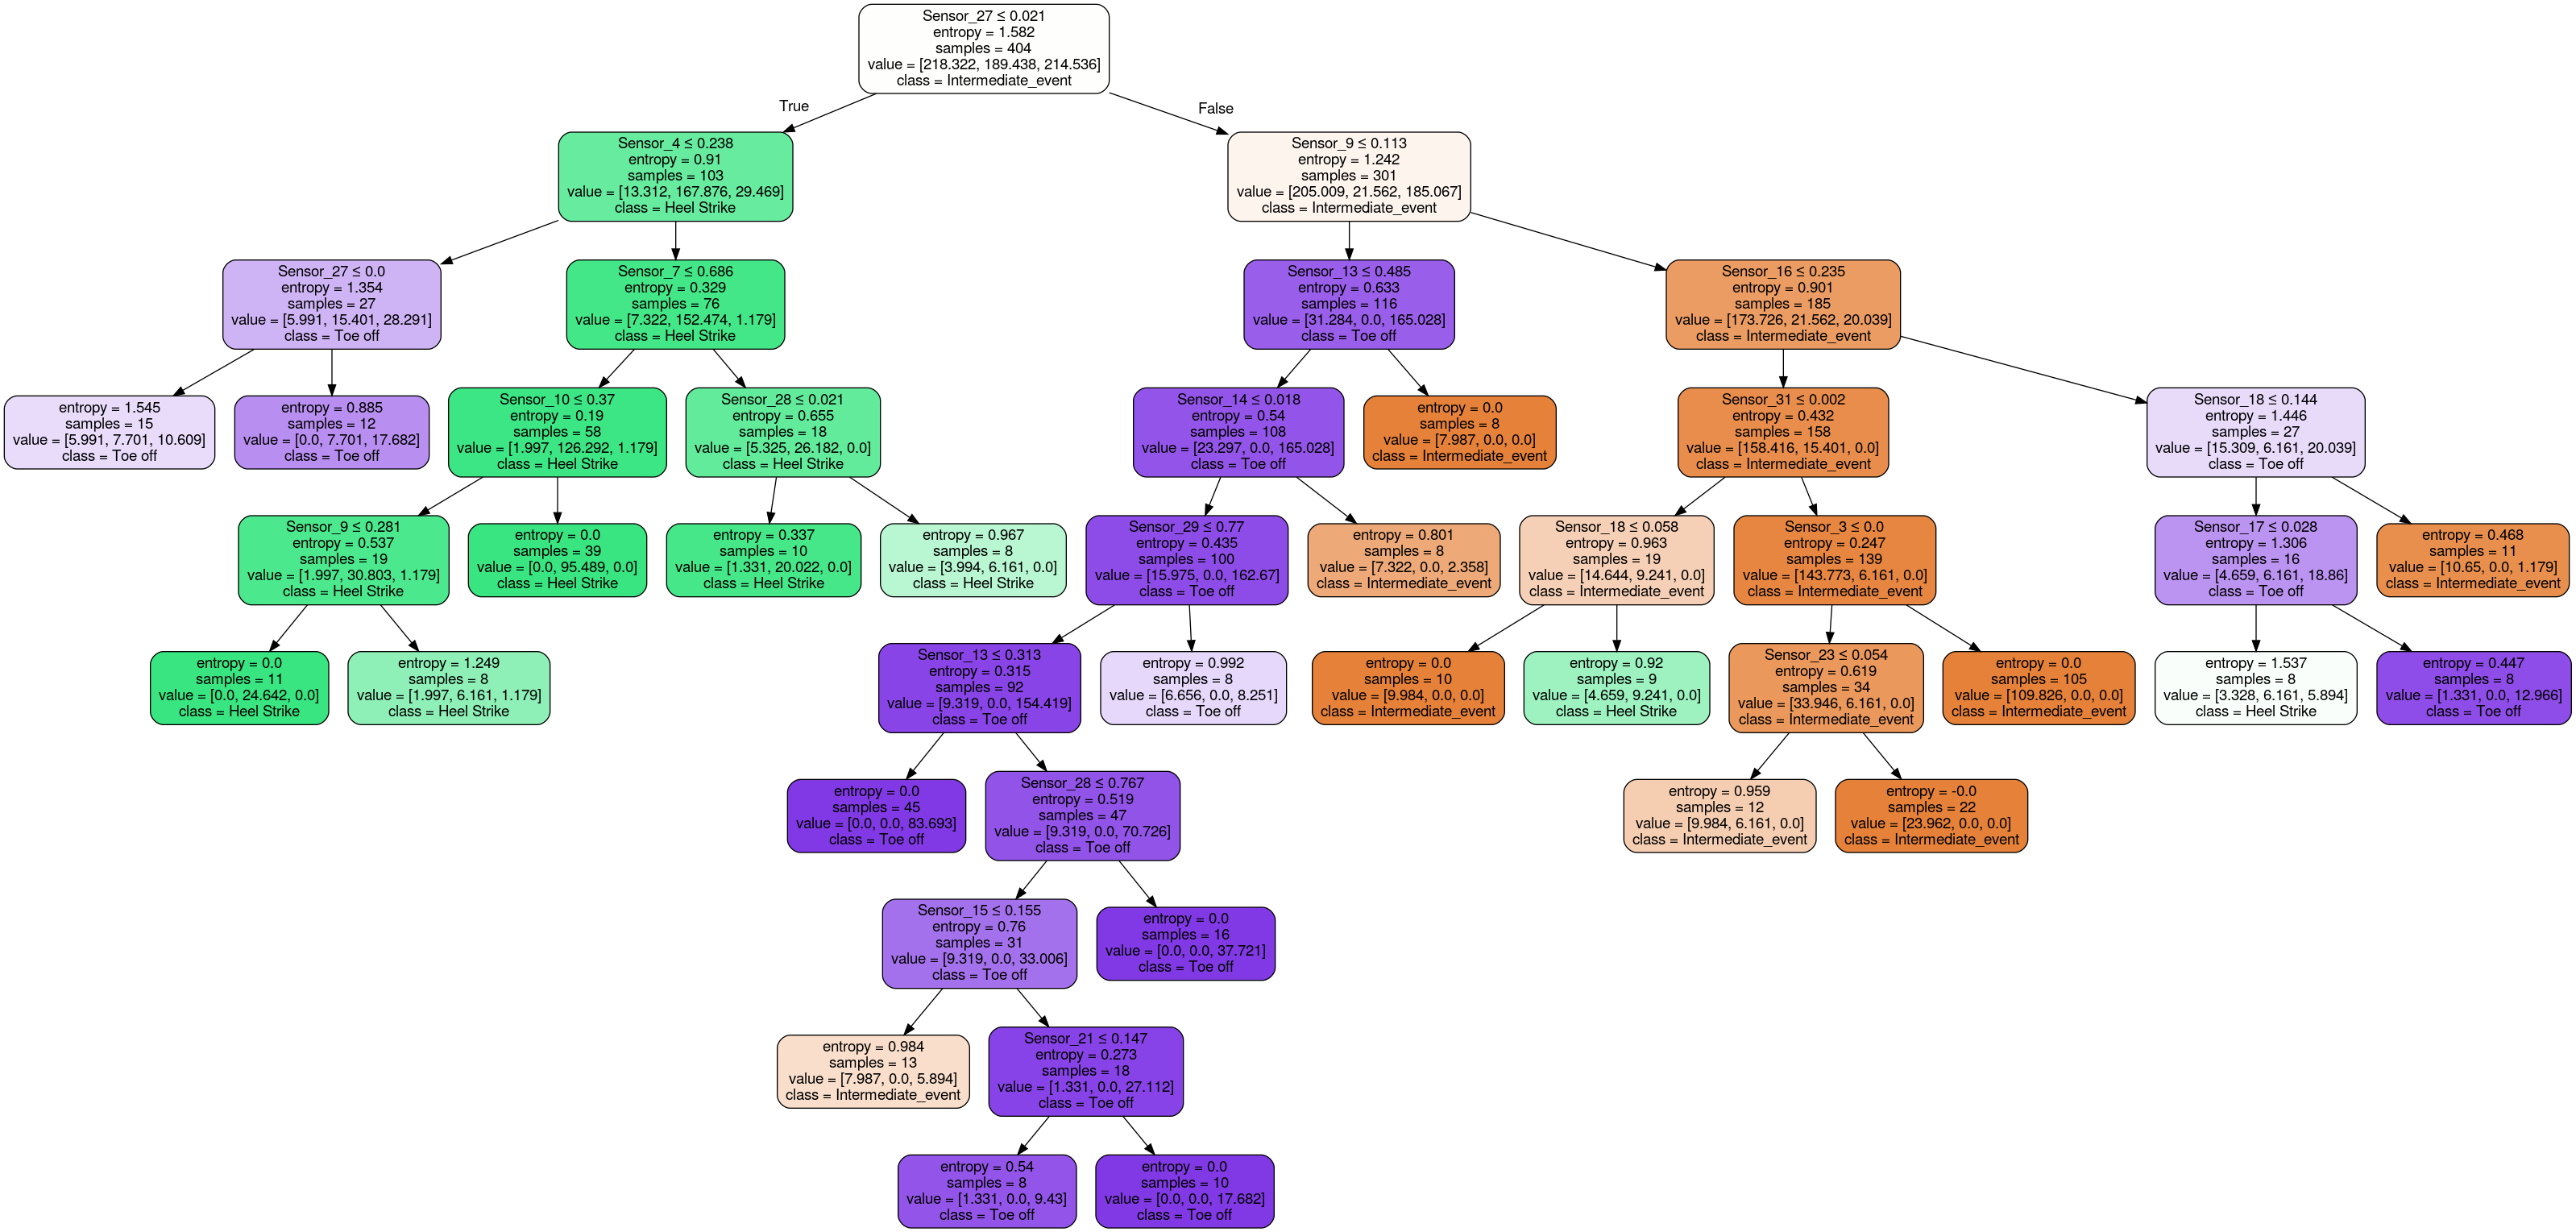 Sensor_27 ≤ 0.021
entropy = 1.582
samples = 404
value = [218.322, 189.438, 214.536]
class = Intermediate_event
True
False
Sensor_4 ≤ 0.238
entropy = 0.91
samples = 103
value = [13.312, 167.876, 29.469]
class = Heel Strike
Sensor_9 ≤ 0.113
entropy = 1.242
samples = 301
value = [205.009, 21.562, 185.067]
class = Intermediate_event
Sensor_27 ≤ 0.0
entropy = 1.354
samples = 27
value = [5.991, 15.401, 28.291]
class = Toe off
Sensor_7 ≤ 0.686
entropy = 0.329
samples = 76
value = [7.322, 152.474, 1.179]
class = Heel Strike
Sensor_13 ≤ 0.485
entropy = 0.633
samples = 116
value = [31.284, 0.0, 165.028]
class = Toe off
Sensor_16 ≤ 0.235
entropy = 0.901
samples = 185
value = [173.726, 21.562, 20.039]
class = Intermediate_event
entropy = 1.545
samples = 15
value = [5.991, 7.701, 10.609]
class = Toe off
entropy = 0.885
samples = 12
value = [0.0, 7.701, 17.682]
class = Toe off
Sensor_10 ≤ 0.37
entropy = 0.19
samples = 58
value = [1.997, 126.292, 1.179]
class = Heel Strike
Sensor_28 ≤ 0.021
entropy = 0.655
samples = 18
value = [5.325, 26.182, 0.0]
class = Heel Strike
Sensor_14 ≤ 0.018
entropy = 0.54
samples = 108
value = [23.297, 0.0, 165.028]
class = Toe off
entropy = 0.0
samples = 8
value = [7.987, 0.0, 0.0]
class = Intermediate_event
Sensor_31 ≤ 0.002
entropy = 0.432
samples = 158
value = [158.416, 15.401, 0.0]
class = Intermediate_event
Sensor_18 ≤ 0.144
entropy = 1.446
samples = 27
value = [15.309, 6.161, 20.039]
class = Toe off
Sensor_9 ≤ 0.281
entropy = 0.537
samples = 19
value = [1.997, 30.803, 1.179]
class = Heel Strike
entropy = 0.0
samples = 39
value = [0.0, 95.489, 0.0]
class = Heel Strike
entropy = 0.337
samples = 10
value = [1.331, 20.022, 0.0]
class = Heel Strike
entropy = 0.967
samples = 8
value = [3.994, 6.161, 0.0]
class = Heel Strike
Sensor_29 ≤ 0.77
entropy = 0.435
samples = 100
value = [15.975, 0.0, 162.67]
class = Toe off
entropy = 0.801
samples = 8
value = [7.322, 0.0, 2.358]
class = Intermediate_event
Sensor_18 ≤ 0.058
entropy = 0.963
samples = 19
value = [14.644, 9.241, 0.0]
class = Intermediate_event
Sensor_3 ≤ 0.0
entropy = 0.247
samples = 139
value = [143.773, 6.161, 0.0]
class = Intermediate_event
Sensor_17 ≤ 0.028
entropy = 1.306
samples = 16
value = [4.659, 6.161, 18.86]
class = Toe off
entropy = 0.468
samples = 11
value = [10.65, 0.0, 1.179]
class = Intermediate_event
entropy = 0.0
samples = 11
value = [0.0, 24.642, 0.0]
class = Heel Strike
entropy = 1.249
samples = 8
value = [1.997, 6.161, 1.179]
class = Heel Strike
Sensor_13 ≤ 0.313
entropy = 0.315
samples = 92
value = [9.319, 0.0, 154.419]
class = Toe off
entropy = 0.992
samples = 8
value = [6.656, 0.0, 8.251]
class = Toe off
entropy = 0.0
samples = 10
value = [9.984, 0.0, 0.0]
class = Intermediate_event
entropy = 0.92
samples = 9
value = [4.659, 9.241, 0.0]
class = Heel Strike
Sensor_23 ≤ 0.054
entropy = 0.619
samples = 34
value = [33.946, 6.161, 0.0]
class = Intermediate_event
entropy = 0.0
samples = 105
value = [109.826, 0.0, 0.0]
class = Intermediate_event
entropy = 1.537
samples = 8
value = [3.328, 6.161, 5.894]
class = Heel Strike
entropy = 0.447
samples = 8
value = [1.331, 0.0, 12.966]
class = Toe off
entropy = 0.0
samples = 45
value = [0.0, 0.0, 83.693]
class = Toe off
Sensor_28 ≤ 0.767
entropy = 0.519
samples = 47
value = [9.319, 0.0, 70.726]
class = Toe off
entropy = 0.959
samples = 12
value = [9.984, 6.161, 0.0]
class = Intermediate_event
entropy = -0.0
samples = 22
value = [23.962, 0.0, 0.0]
class = Intermediate_event
Sensor_15 ≤ 0.155
entropy = 0.76
samples = 31
value = [9.319, 0.0, 33.006]
class = Toe off
entropy = 0.0
samples = 16
value = [0.0, 0.0, 37.721]
class = Toe off
entropy = 0.984
samples = 13
value = [7.987, 0.0, 5.894]
class = Intermediate_event
Sensor_21 ≤ 0.147
entropy = 0.273
samples = 18
value = [1.331, 0.0, 27.112]
class = Toe off
entropy = 0.54
samples = 8
value = [1.331, 0.0, 9.43]
class = Toe off
entropy = 0.0
samples = 10
value = [0.0, 0.0, 17.682]
class = Toe off